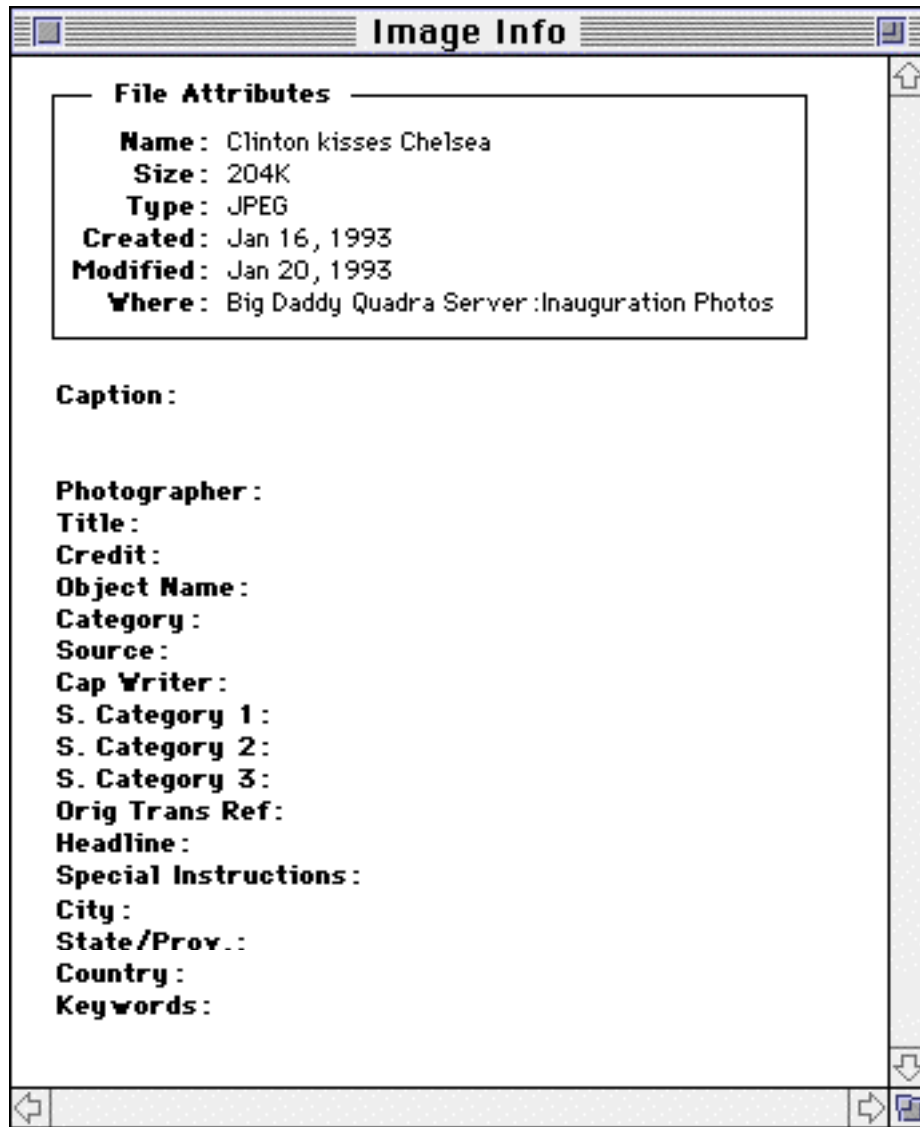 Image Info
File Attributes
Name: Clinton kisses Chelsea
Size: 204K
Type: JPEG
Created: Jan 16, 1993
Modified: Jan 20, 1993
Where: Big Daddy Quadra Server:Inauguration Photos
Caption:
Photographer:
Title:
Credit:
Object Name:
Category:
Source:
Cap Writer:
S. Category 1:
S. Category 2:
S. Category 3:
Orig Trans Ref:
Headline:
Special Instructions:
City:
State/Prov.:
Country:
Keywords: